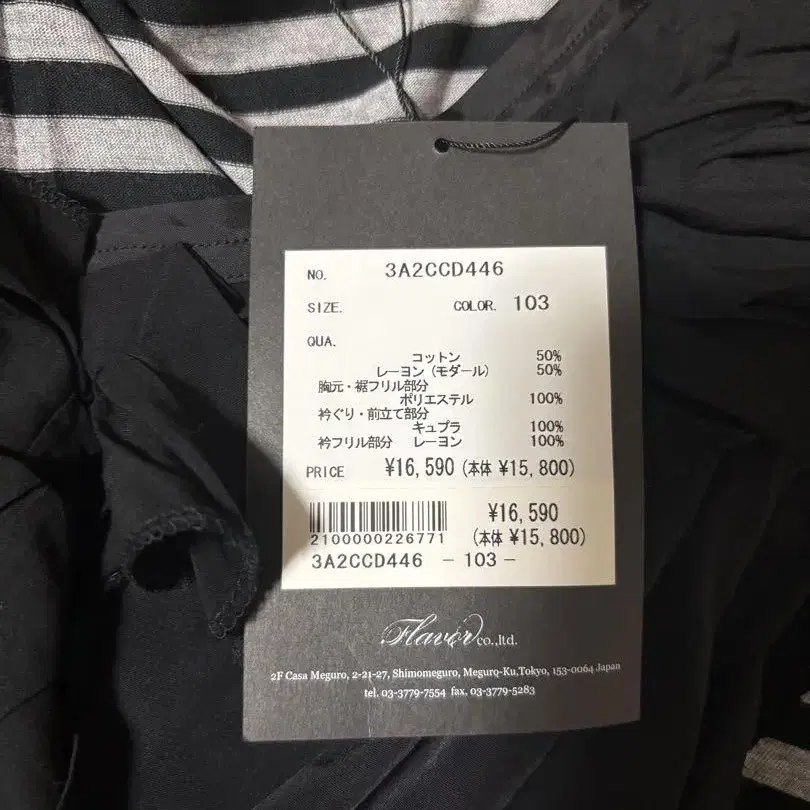 NO. 3A2CCD446
SIZE. COLOR. 103
QUA.
コットン 50%
レーヨン（モダール） 50%
胸元・裾フリル部分
ポリエステル 100%
衿ぐり・前立て部分
キュプラ 100%
衿フリル部分 レーヨン 100%
PRICE ¥16,590 (本体 ¥15,800)
¥16,590
2100000226771 (本体 ¥15,800)
3A2CCD446 - 103 -
Flavor co.,ltd.
2F Casa Meguro, 2-21-27, Shimomeguro, Meguro-Ku,Tokyo, 153-0064 Japan
tel. 03-3779-7554 fax. 03-3779-5283